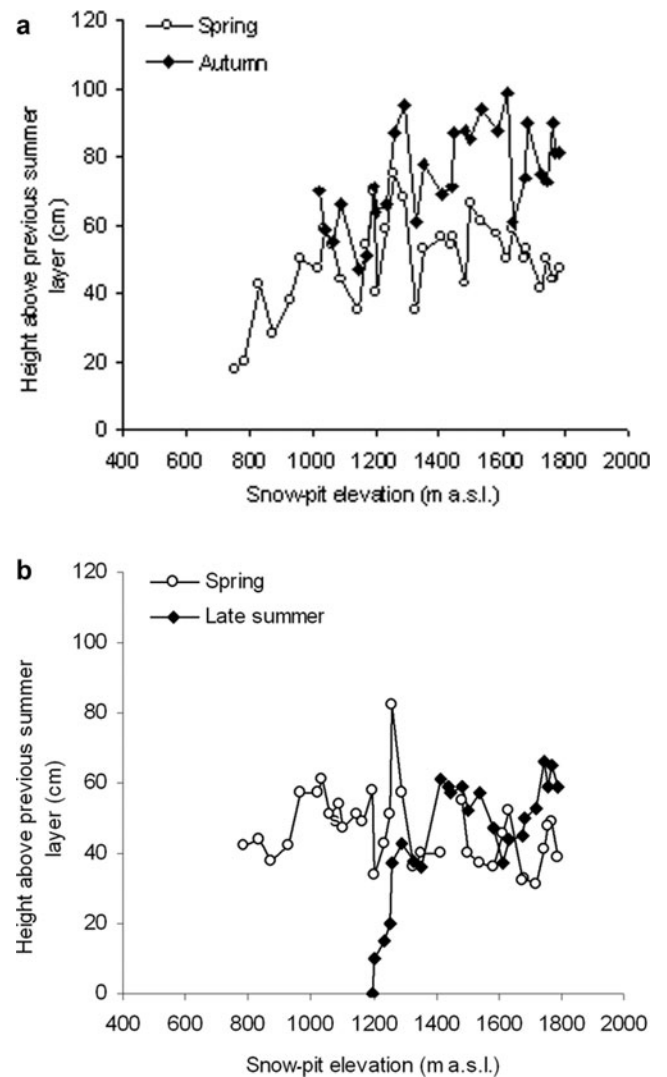 a
Spring
Autumn
120
100
80
60
40
20
0
Height above previous summer
layer (cm)
400 600 800 1000 1200 1400 1600 1800 2000
Snow-pit elevation (m a.s.l.)
b
Spring
Late summer
120
100
80
60
40
20
0
Height above previous summer
layer (cm)
400 600 800 1000 1200 1400 1600 1800 2000
Snow-pit elevation (m a.s.l.)